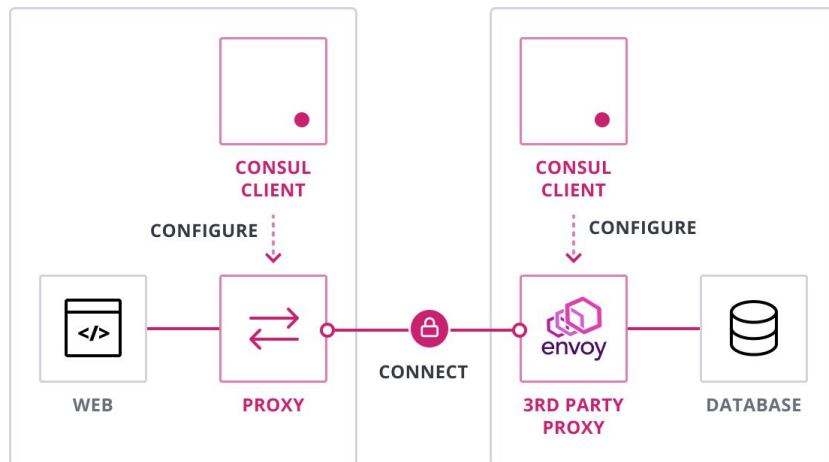 CONSUL
CLIENT
CONSUL
CLIENT
CONFIGURE
CONFIGURE
</>
envoy
CONNECT
WEB
PROXY
3RD PARTY
PROXY
DATABASE